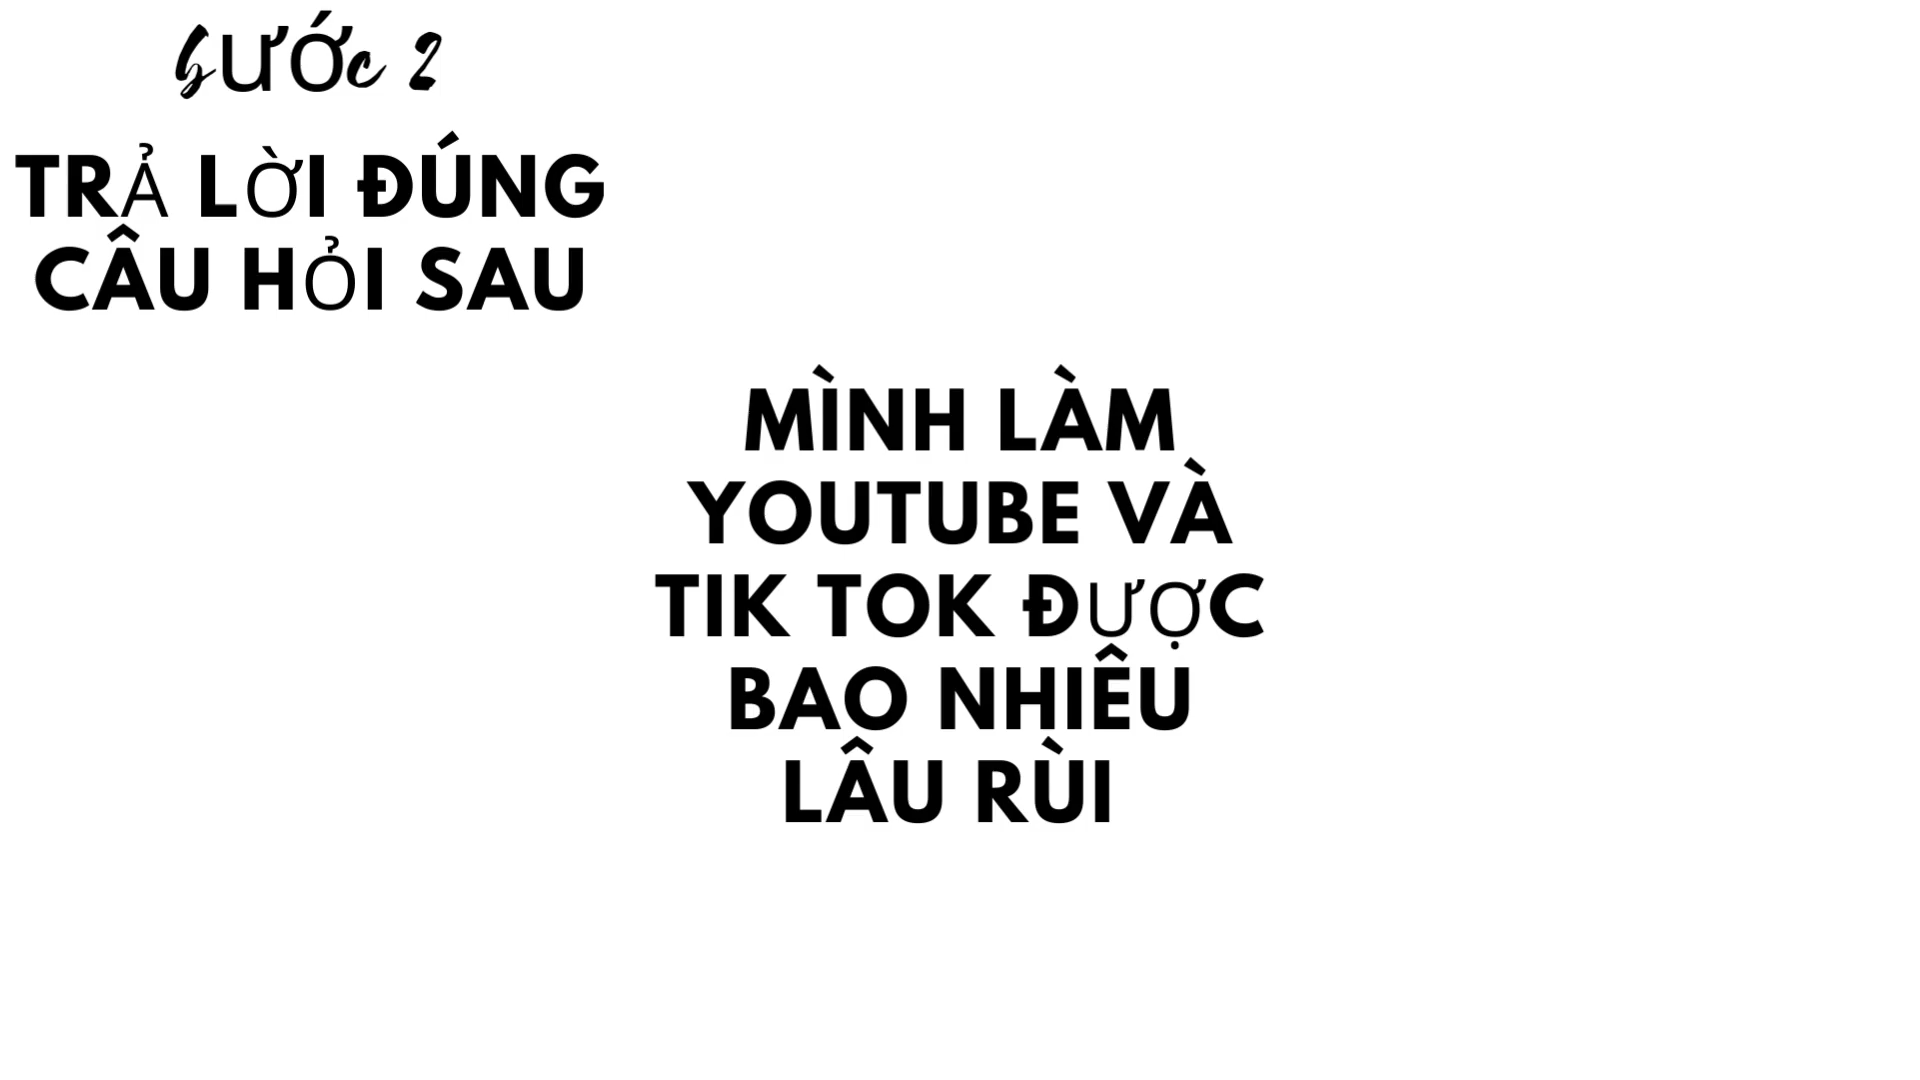 Bước 2
TRẢ LỜI ĐÚNG
CÂU HỎI SAU
MÌNH LÀM
YOUTUBE VÀ
TIK TOK ĐƯỢC
BAO NHIÊU
LÂU RÙI